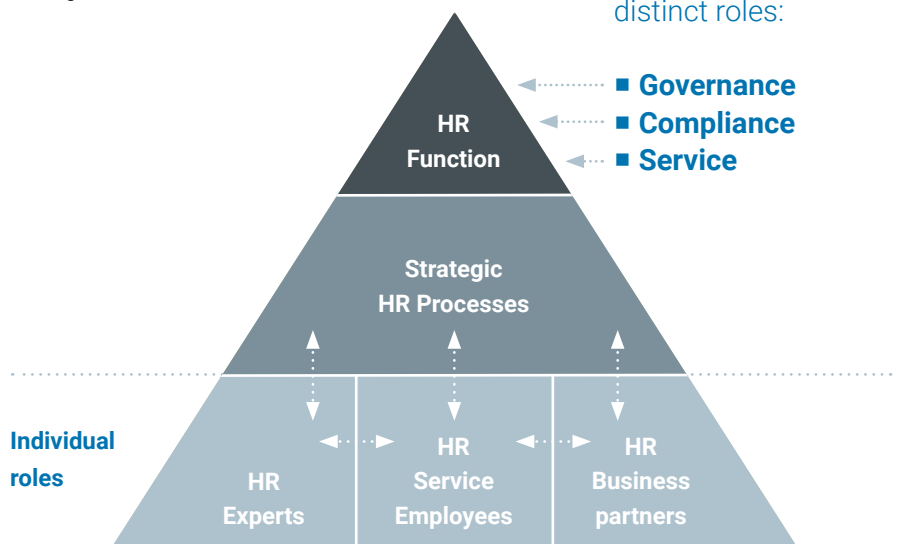 distinct roles:
■ Governance
■ Compliance
■ Service
HR
Function
Strategic
HR Processes
Individual
roles
HR
Experts
HR
Service
Employees
HR
Business
partners